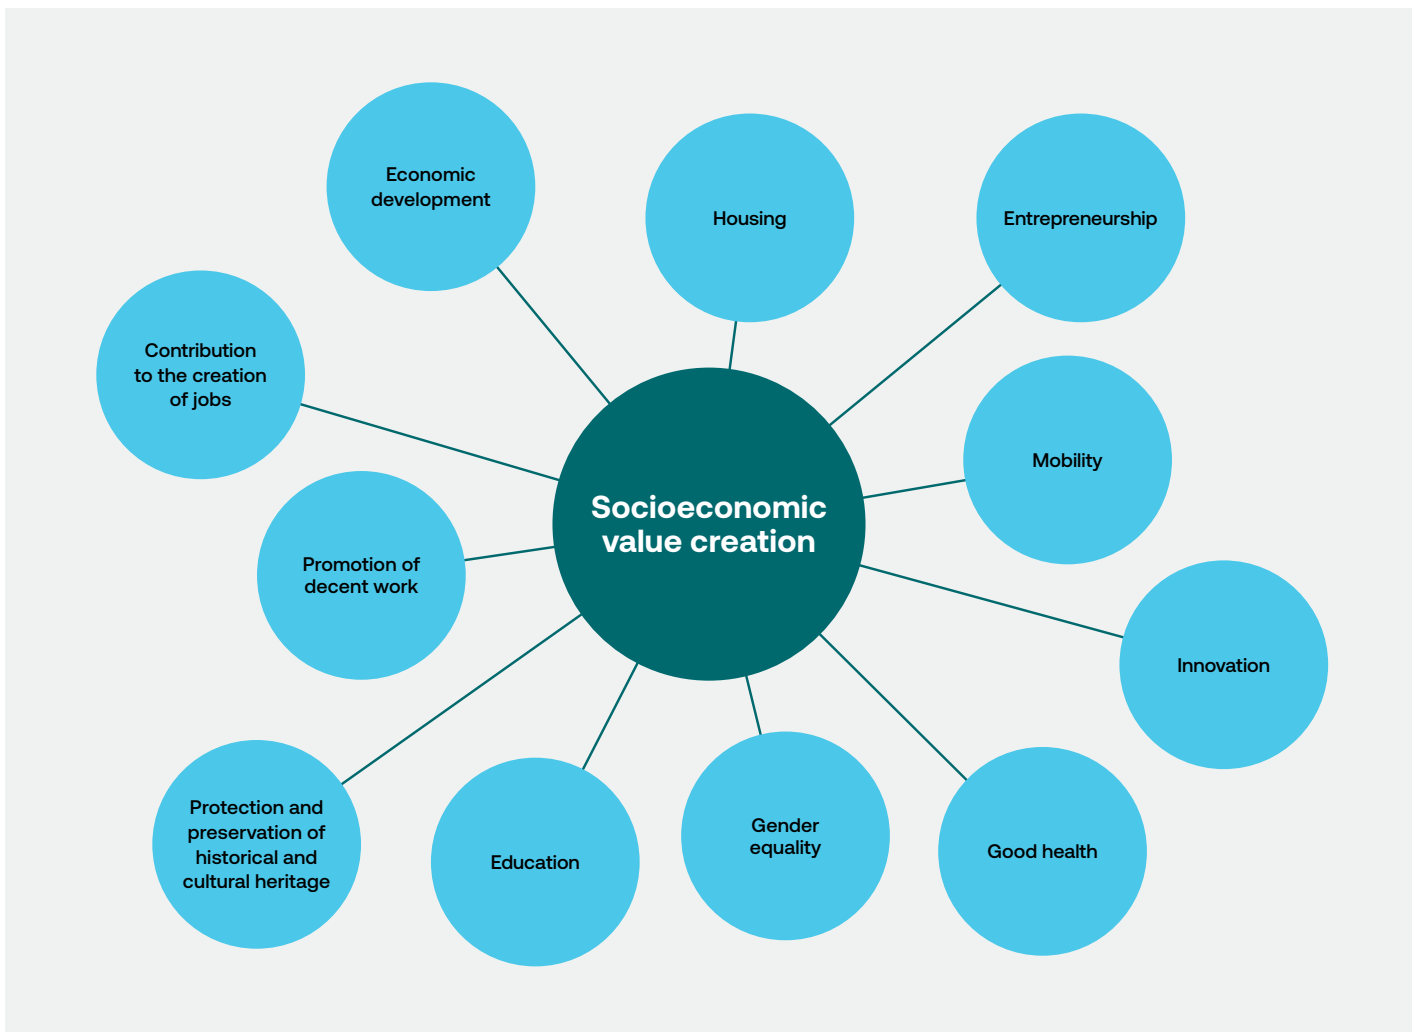 Economic
development
Housing
Entrepreneurship
Contribution
to the creation
of jobs
Mobility
Socioeconomic
value creation
Promotion of
decent work
Innovation
Protection and
preservation of
historical and
cultural heritage
Education
Gender
equality
Good health